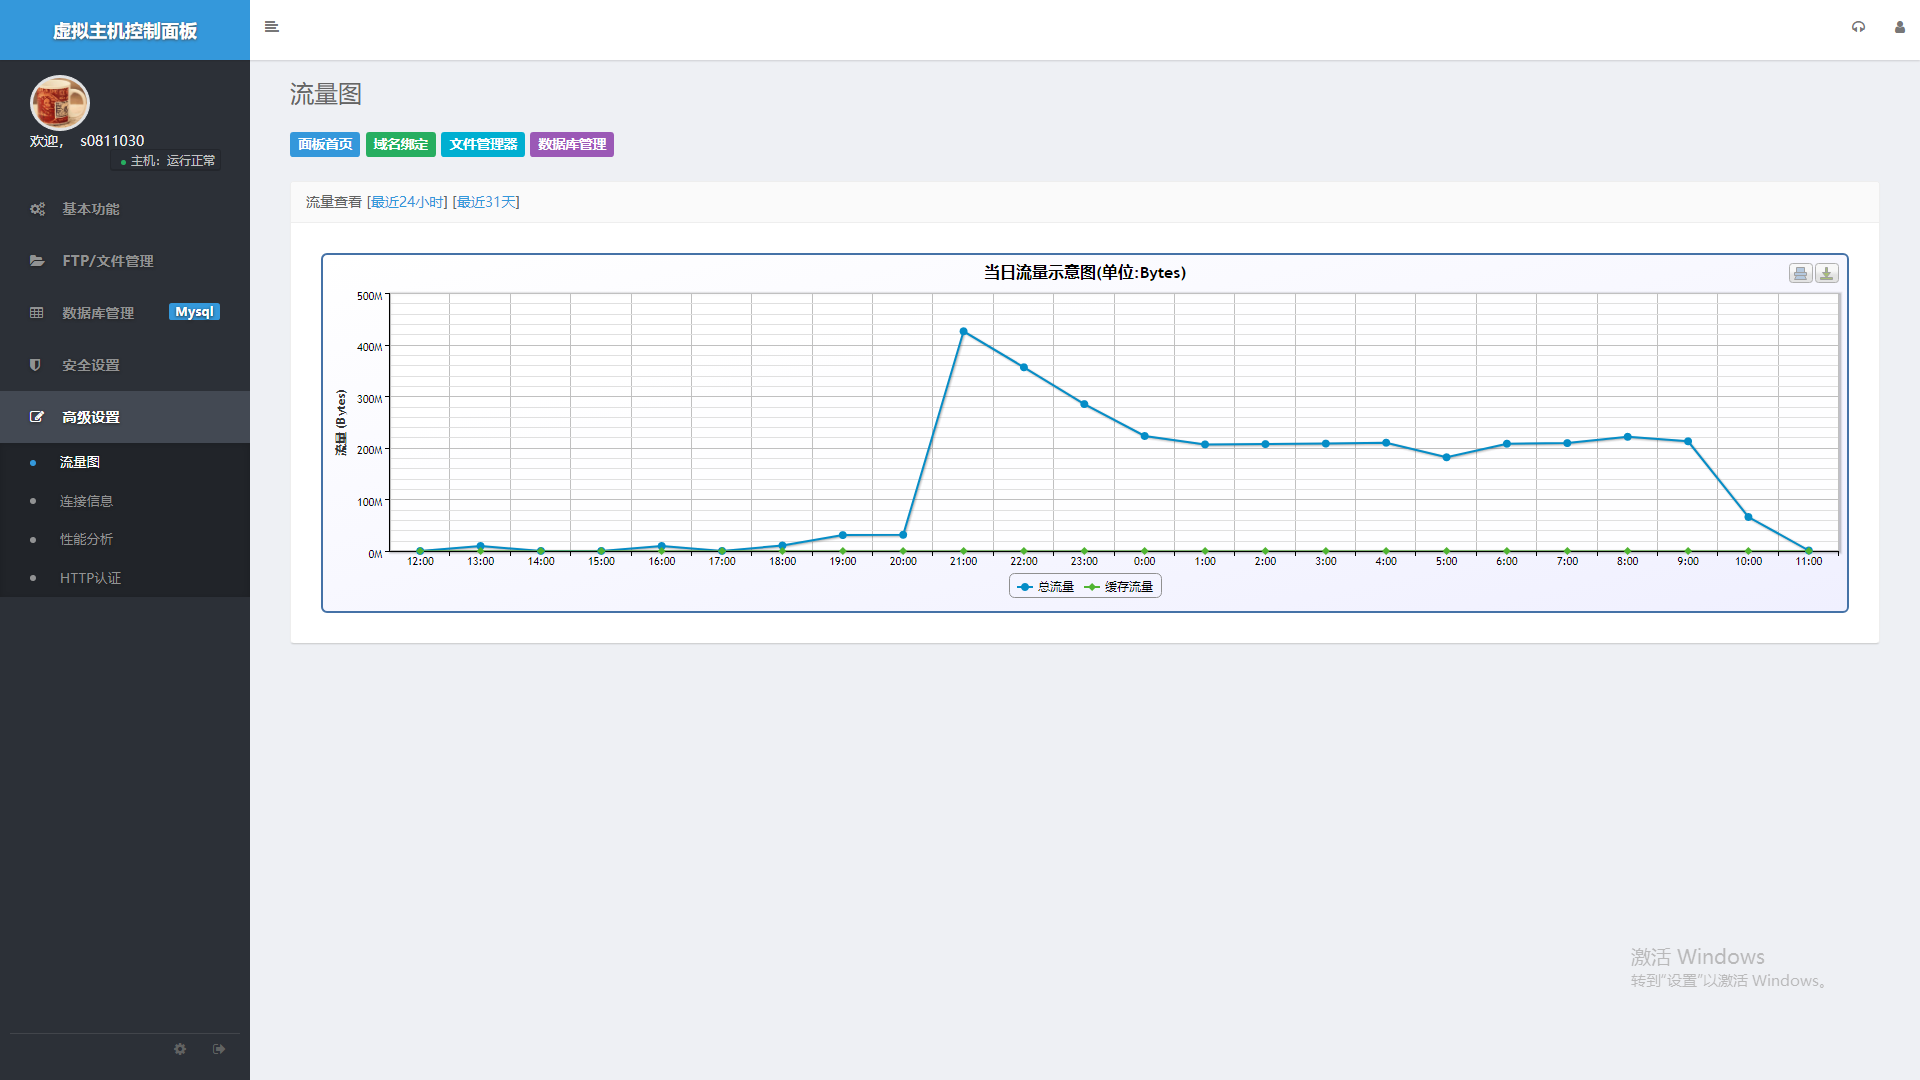 虚拟主机控制面板
欢迎， s0811030
主机：运行正常
基本功能
FTP/文件管理
数据库管理 Mysql
安全设置
高级设置
流量图
连接信息
性能分析
HTTP认证
流量图
面板首页 域名绑定 文件管理器 数据库管理
流量查看 [最近24小时] [最近31天]
当日流量示意图(单位:Bytes)
流量 (Bytes)
500M
400M
300M
200M
100M
0M
12:00 13:00 14:00 15:00 16:00 17:00 18:00 19:00 20:00 21:00 22:00 23:00 0:00 1:00 2:00 3:00 4:00 5:00 6:00 7:00 8:00 9:00 10:00 11:00
总流量 缓存流量
激活 Windows
转到“设置”以激活 Windows。